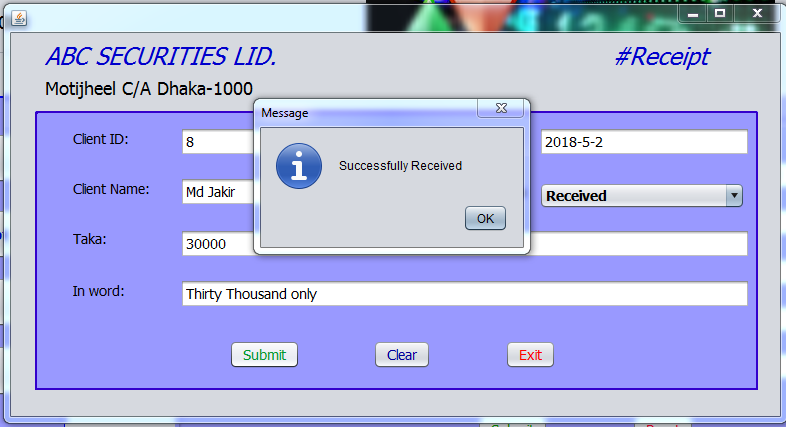 ABC SECURITIES LID.
#Receipt
Motijheel C/A Dhaka-1000
Message
Successfully Received
OK
Client ID:
8
2018-5-2
Client Name:
Md Jakir
Received
Taka:
30000
In word:
Thirty Thousand only
Submit
Clear
Exit